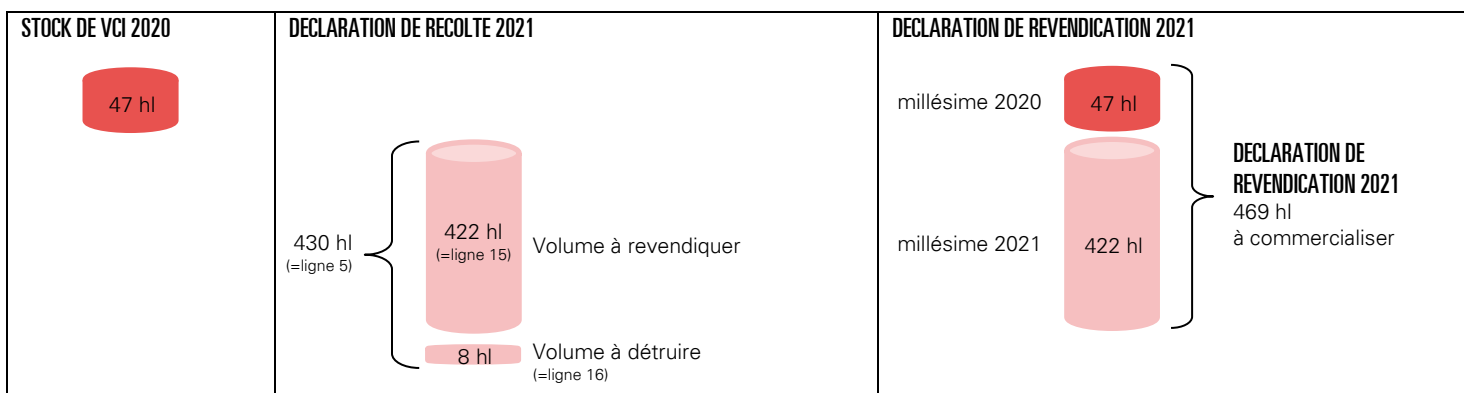 STOCK DE VCI 2020
47 hl
DECLARATION DE RECOLTE 2021
430 hl
(=ligne 5)
422 hl
(=ligne 15)
Volume à revendiquer
8 hl
Volume à détruire
(=ligne 16)
DECLARATION DE REVENDICATION 2021
millésime 2020
47 hl
millésime 2021
422 hl
DECLARATION DE
REVENDICATION 2021
469 hl
à commercialiser